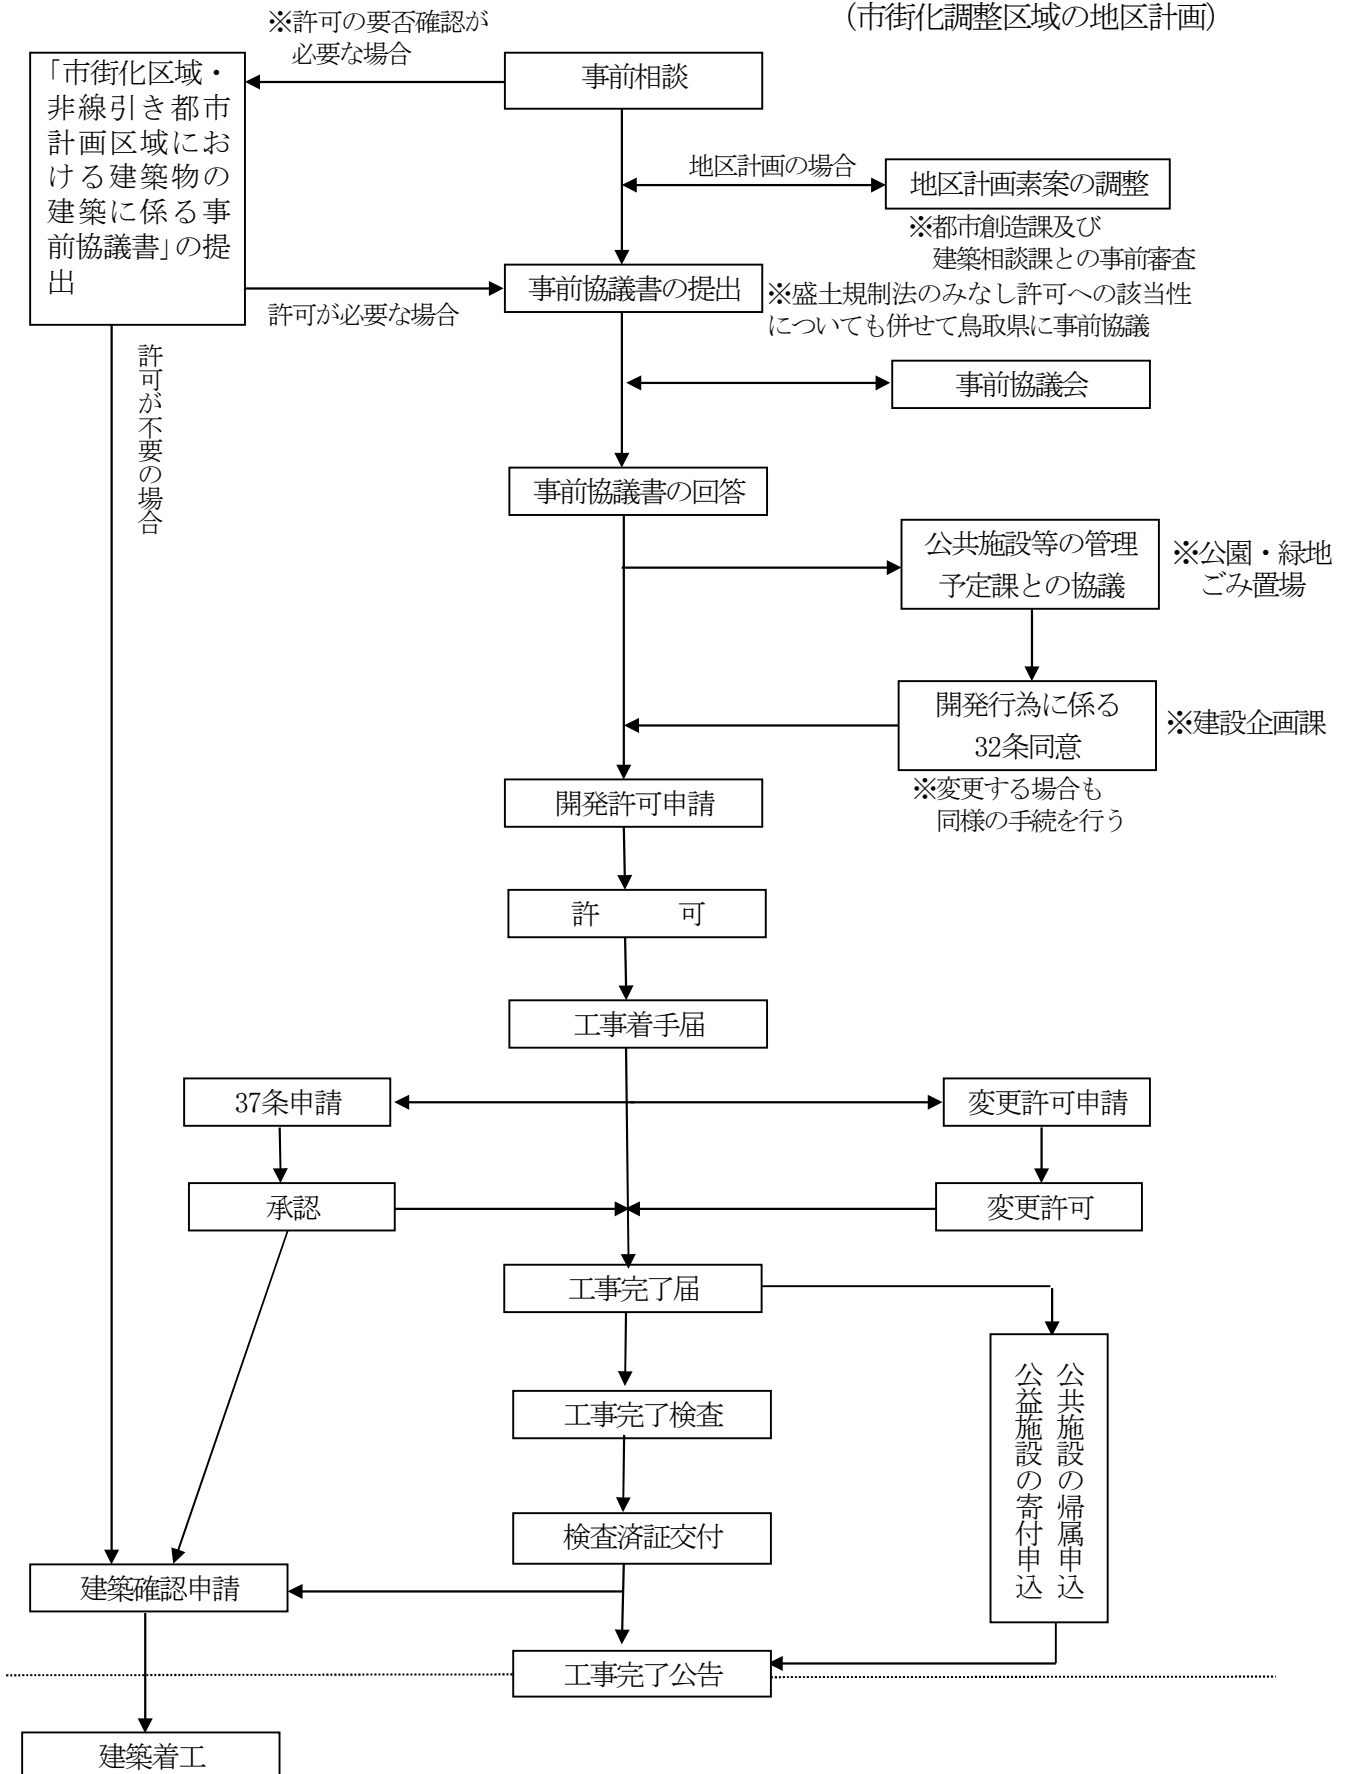 (市街化調整区域の地区計画)
※許可の要否確認が
必要な場合
事前相談
「市街化区域・
非線引き都市
計画区域にお
ける建築物の
建築に係る事
前協議書」の提
出
地区計画の場合
地区計画素案の調整
※都市創造課及び
建築相談課との事前審査
事前協議書の提出
※盛土規制法のみなし許可への該当性
についても併せて鳥取県に事前協議
許可が必要な場合
許可が不要の場合
事前協議会
事前協議書の回答
公共施設等の管理
予定課との協議
※公園・緑地
ごみ置場
開発行為に係る
32条同意
※建設企画課
※変更する場合も
同様の手続を行う
開発許可申請
許 可
工事着手届
37条申請
変更許可申請
承認
変更許可
工事完了届
公共施設の帰属申込
公益施設の寄付申込
工事完了検査
検査済証交付
建築確認申請
工事完了公告
建築着工